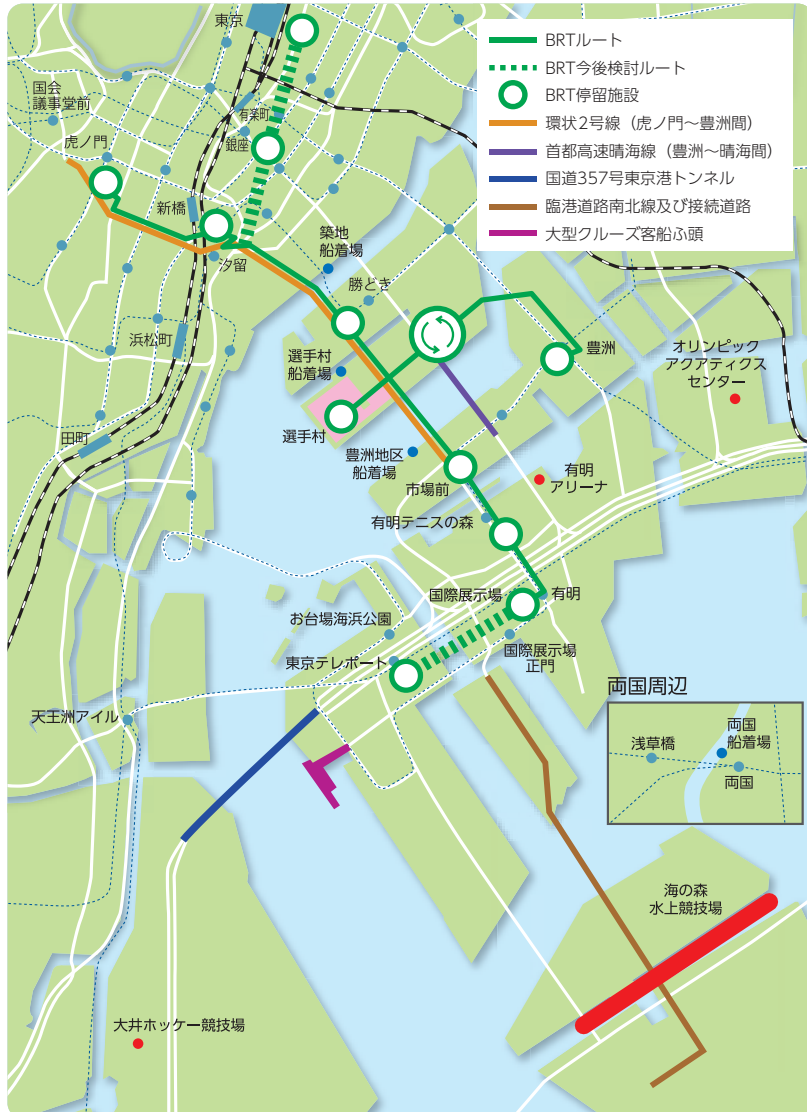 東京
国会
議事堂前
虎ノ門
有楽町
銀座
新橋
汐留
築地
船着場
勝どき
浜松町
選手村
船着場
選手村
田町
豊洲地区
船着場
市場前
豊洲
オリンピック
アクアティクス
センター
有明
アリーナ
有明テニスの森
国際展示場
有明
お台場海浜公園
東京テレポート
国際展示場
正門
天王洲アイル
大井ホッケー競技場
海の森
水上競技場
両国周辺
浅草橋
両国
船着場
両国
BRTルート
BRT今後検討ルート
BRT停留施設
環状2号線（虎ノ門～豊洲間）
首都高速晴海線（豊洲～晴海間）
国道357号東京港トンネル
臨港道路南北線及び接続道路
大型クルーズ客船ふ頭